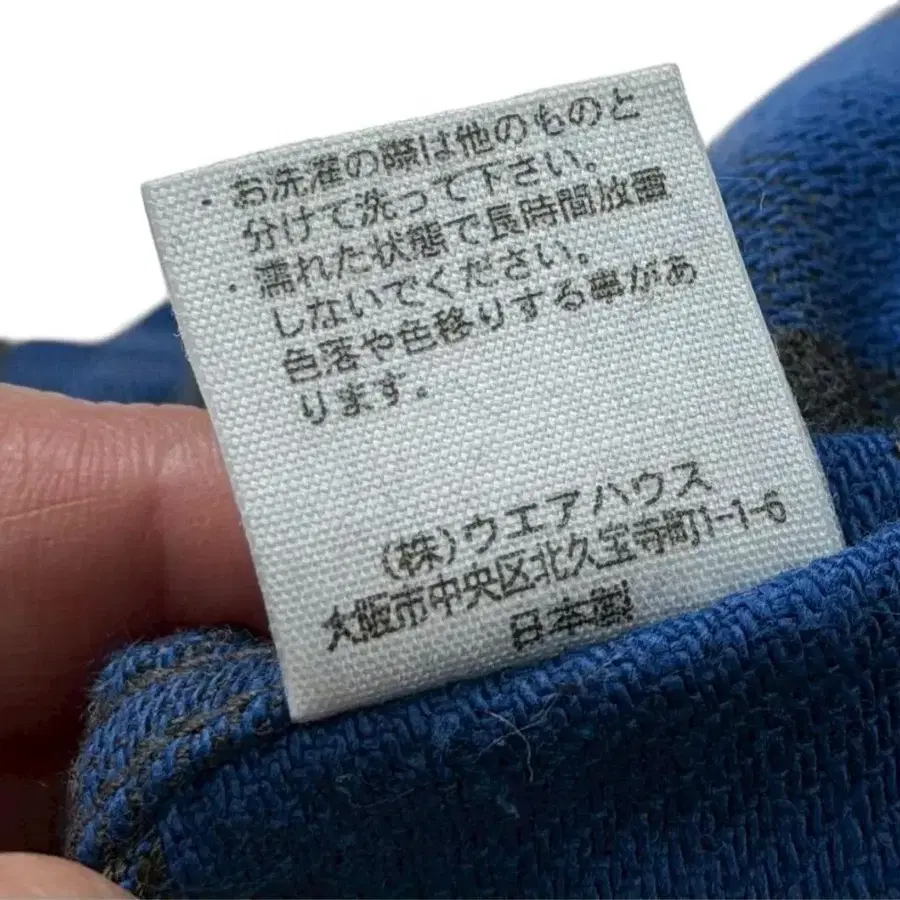 ・お洗濯の際は他のものと
分けて洗って下さい。
・濡れた状態で長時間放置
しないでください。
色落や色移りする事があ
ります。
(株)ウエアハウス
大阪市中央区北久宝寺町1-1-6
日本製